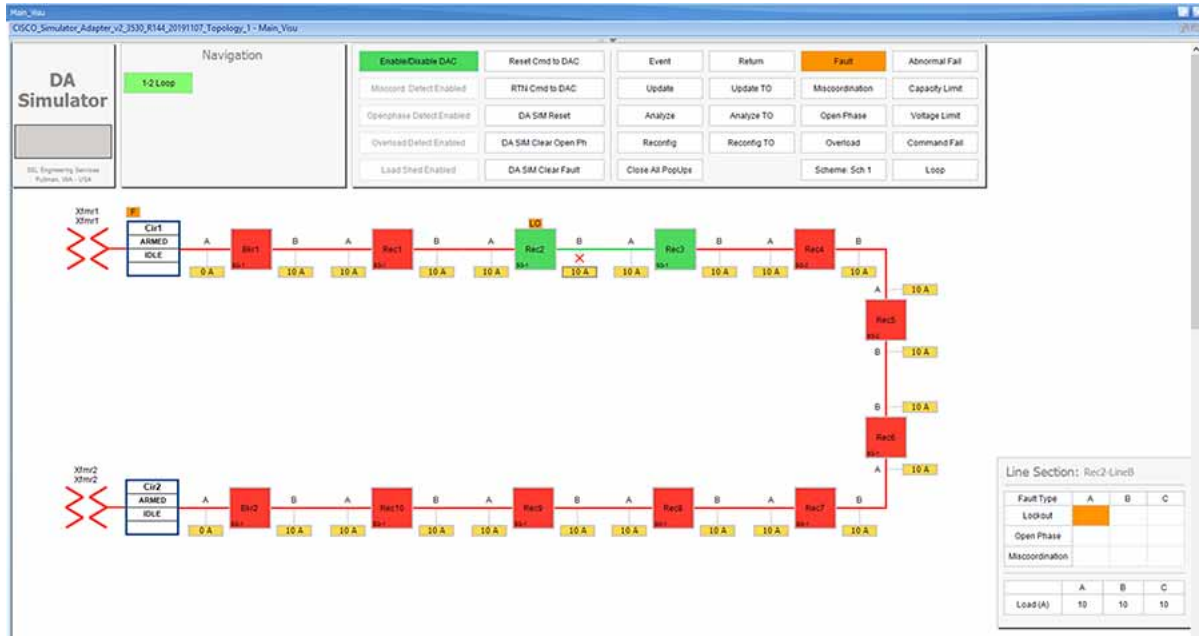 Main_Visu
CISCO_Simulator_Adapter_v2_3530_R144_20191107_Topology_1 - Main_Visu
DA
Simulator
SEL Engineering Services
Pullman, WA - USA
Navigation
1-2 Loop
Enable/Disable DAC
Reset Cmd to DAC
Event
Return
Fault
Abnormal Fail
Miscoord. Detect Enabled
RTN Cmd to DAC
Update
Update TO
Miscoordination
Capacity Limit
Openphase Detect Enabled
DA SIM Reset
Analyze
Analyze TO
Open Phase
Voltage Limit
Overload Detect Enabled
DA SIM Clear Open Ph
Reconfig
Reconfig TO
Overload
Command Fail
Load Shed Enabled
DA SIM Clear Fault
Close All PopUps
Scheme: Sch 1
Loop
Xfmr1
Xfmr1
F
Cir1
ARMED
IDLE
A
Bkr1
B
A
Rec1
B
A
LO
Rec2
B
A
Rec3
B
A
Rec4
B
0 A
10 A
10 A
10 A
10 A
10 A
10 A
10 A
10 A
10 A
A
10 A
Rec5
B
10 A
B
10 A
Rec6
A
10 A
Xfmr2
Xfmr2
Cir2
ARMED
IDLE
A
Bkr2
B
A
Rec10
B
A
Rec9
B
A
Rec8
B
A
Rec7
B
0 A
10 A
10 A
10 A
10 A
10 A
10 A
10 A
10 A
10 A
Line Section: Rec2-LineB
Fault Type A B C
Lockout
Open Phase
Miscoordination
A B C
Load (A) 10 10 10